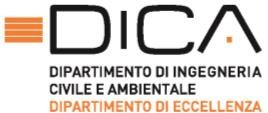 DICA
DIPARTIMENTO DI INGEGNERIA
CIVILE E AMBIENTALE
DIPARTIMENTO DI ECCELLENZA